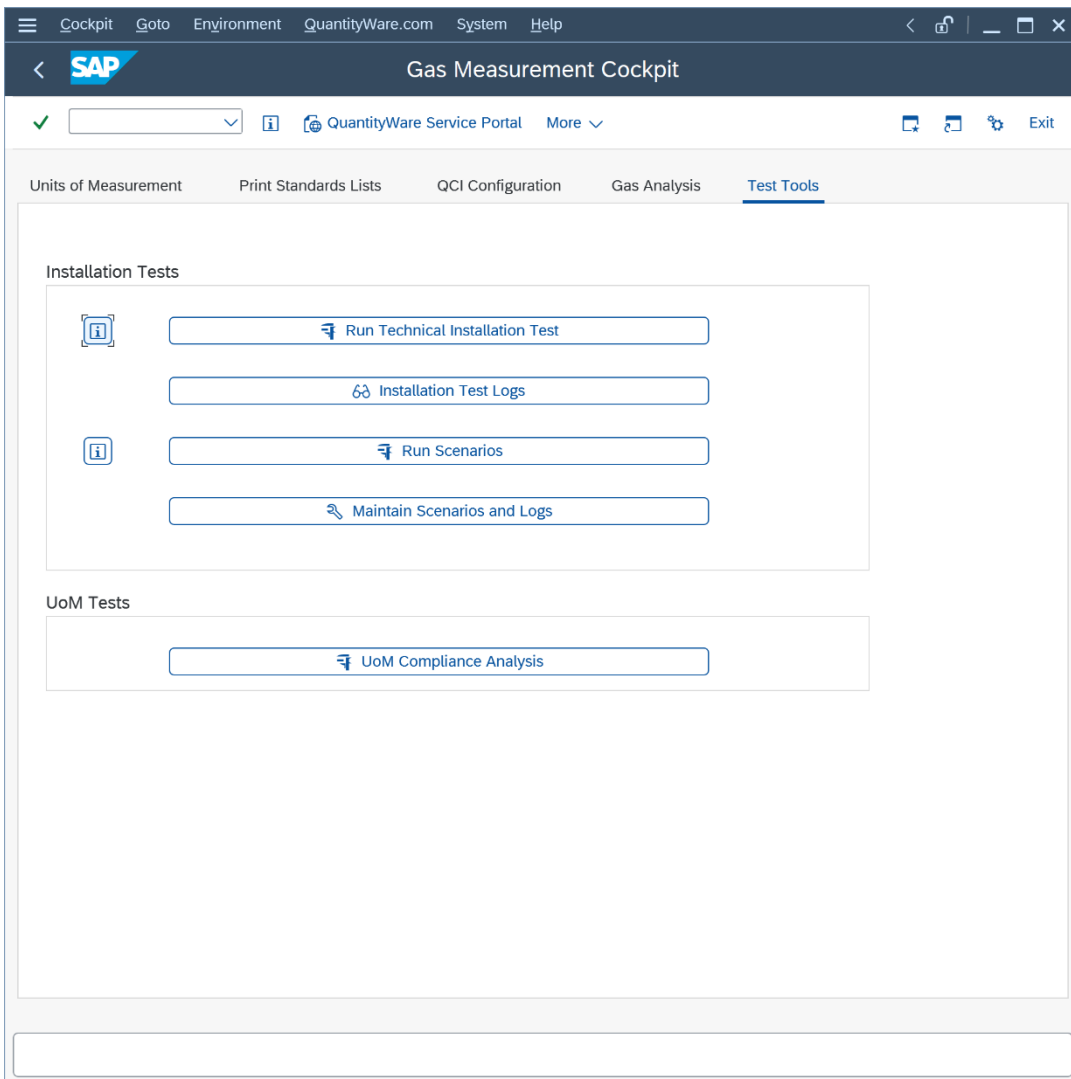 Cockpit Goto Environment QuantityWare.com System Help
SAP Gas Measurement Cockpit
QuantityWare Service Portal More Exit
Units of Measurement Print Standards Lists QCI Configuration Gas Analysis Test Tools
Installation Tests
Run Technical Installation Test
Installation Test Logs
Run Scenarios
Maintain Scenarios and Logs
UoM Tests
UoM Compliance Analysis